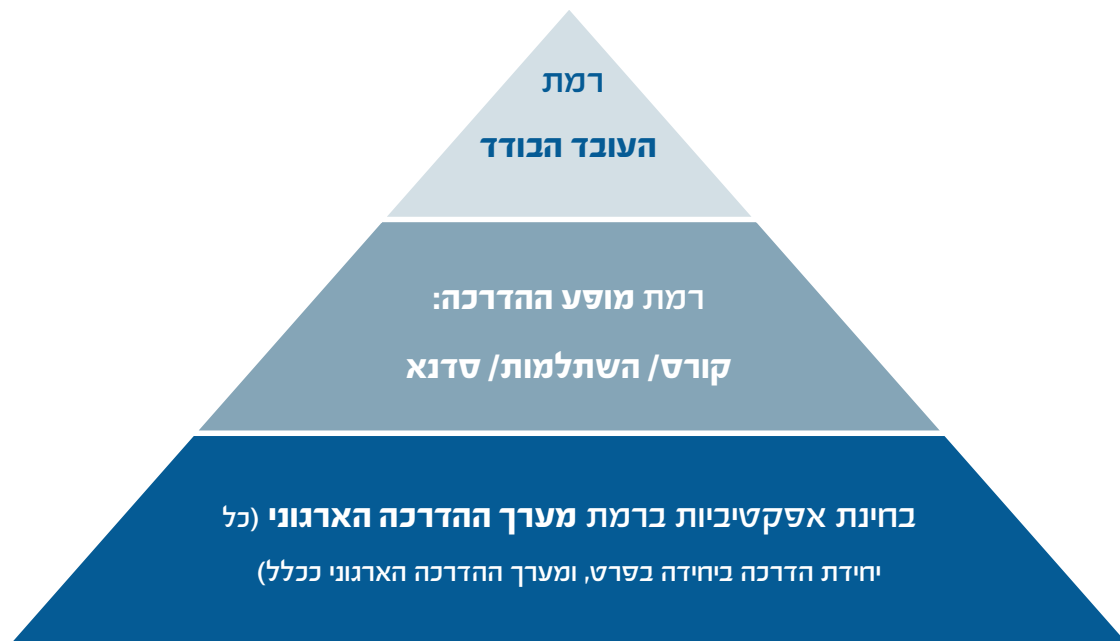 רמת
העובד הבודד
רמת מופע ההדרכה:
קורס/ השתלמות/ סדנא
בחינת אפקטיביות ברמת מערך ההדרכה הארגוני (כל
יחידת הדרכה ביחידה בפרט, ומערך ההדרכה הארגוני ככלל)